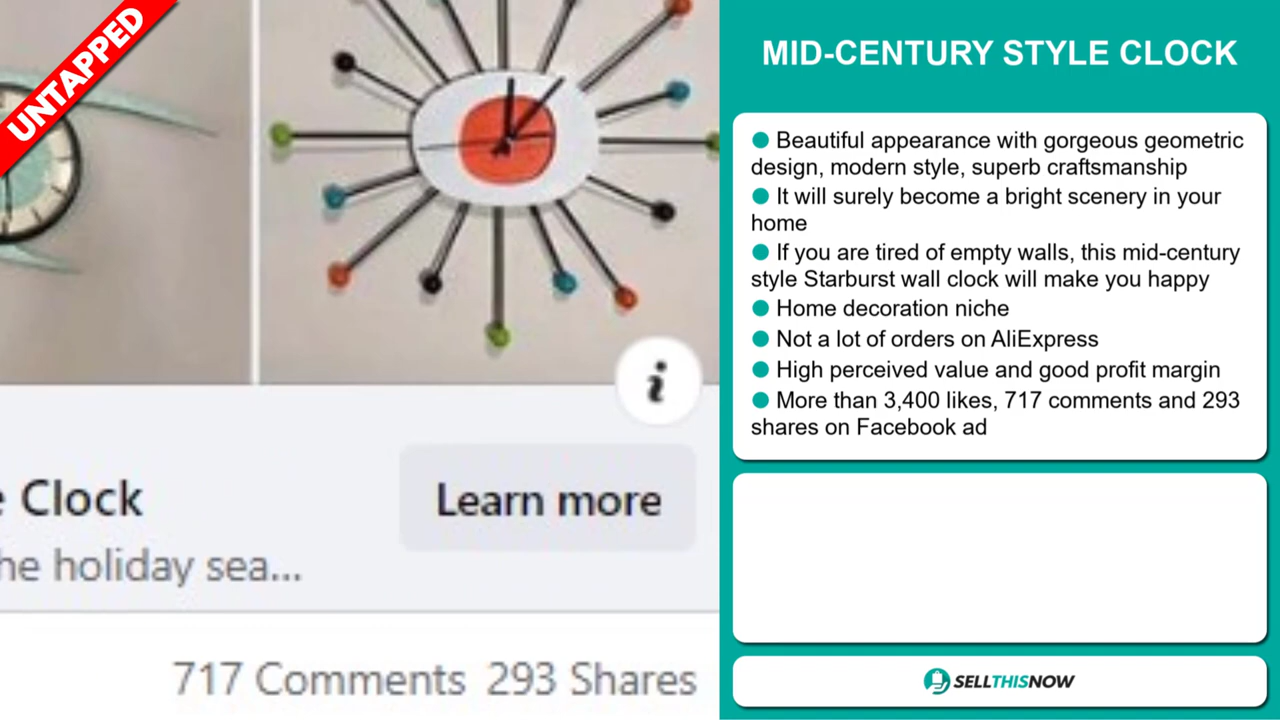 UNTAPPED
e Clock
he holiday sea...
Learn more
717 Comments 293 Shares
MID-CENTURY STYLE CLOCK
● Beautiful appearance with gorgeous geometric
design, modern style, superb craftsmanship
● It will surely become a bright scenery in your
home
● If you are tired of empty walls, this mid-century
style Starburst wall clock will make you happy
● Home decoration niche
● Not a lot of orders on AliExpress
● High perceived value and good profit margin
● More than 3,400 likes, 717 comments and 293
shares on Facebook ad
SELLTHISNOW